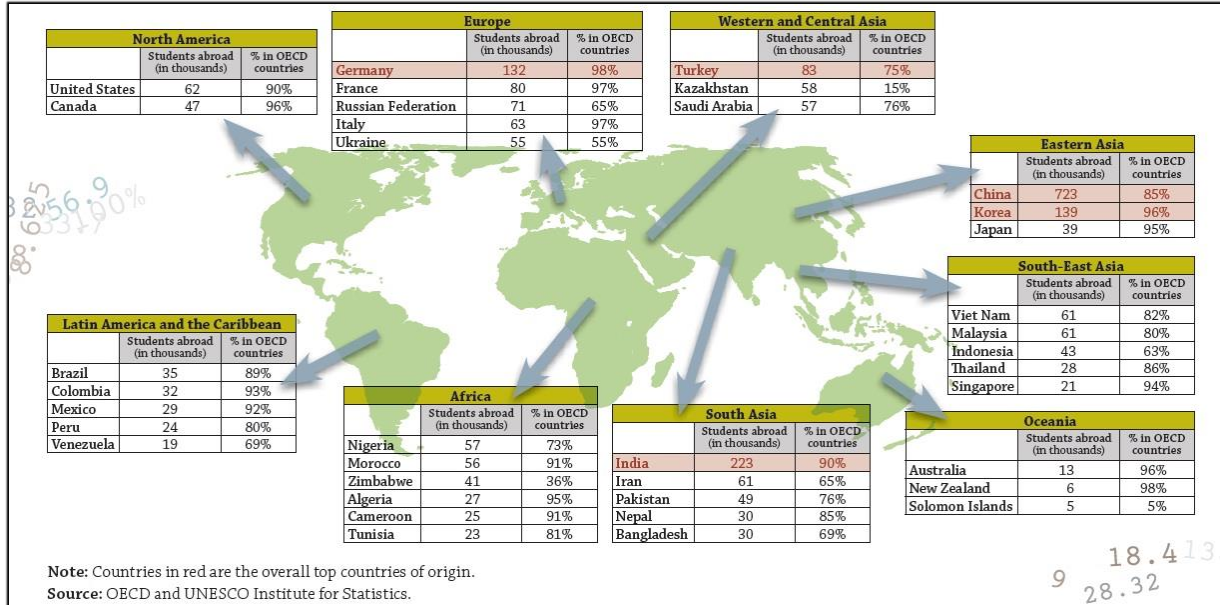 North America
Students abroad (in thousands) % in OECD countries
United States 62 90%
Canada 47 96%
Europe
Students abroad (in thousands) % in OECD countries
Germany 132 98%
France 80 97%
Russian Federation 71 65%
Italy 63 97%
Ukraine 55 55%
Western and Central Asia
Students abroad (in thousands) % in OECD countries
Turkey 83 75%
Kazakhstan 58 15%
Saudi Arabia 57 76%
Eastern Asia
Students abroad (in thousands) % in OECD countries
China 723 85%
Korea 139 96%
Japan 39 95%
56.9
South-East Asia
Students abroad (in thousands) % in OECD countries
Viet Nam 61 82%
Malaysia 61 80%
Indonesia 43 63%
Thailand 28 86%
Singapore 21 94%
Latin America and the Caribbean
Students abroad (in thousands) % in OECD countries
Brazil 35 89%
Colombia 32 93%
Mexico 29 92%
Peru 24 80%
Venezuela 19 69%
Africa
Students abroad (in thousands) % in OECD countries
Nigeria 57 73%
Morocco 56 91%
Zimbabwe 41 36%
Algeria 27 95%
Cameroon 25 91%
Tunisia 23 81%
South Asia
Students abroad (in thousands) % in OECD countries
India 223 90%
Iran 61 65%
Pakistan 49 76%
Nepal 30 85%
Bangladesh 30 69%
Oceania
Students abroad (in thousands) % in OECD countries
Australia 13 96%
New Zealand 6 98%
Solomon Islands 5 5%
Note: Countries in red are the overall top countries of origin.
Source: OECD and UNESCO Institute for Statistics.
18.4 13
9 28.32